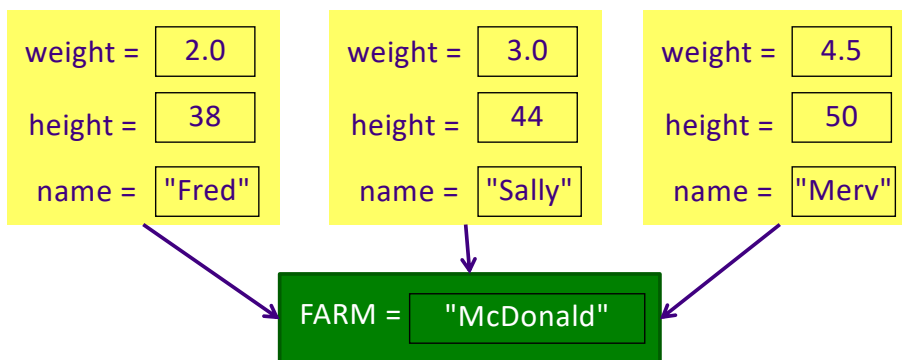 weight = 2.0
height = 38
name = "Fred"
weight = 3.0
height = 44
name = "Sally"
weight = 4.5
height = 50
name = "Merv"
FARM = "McDonald"